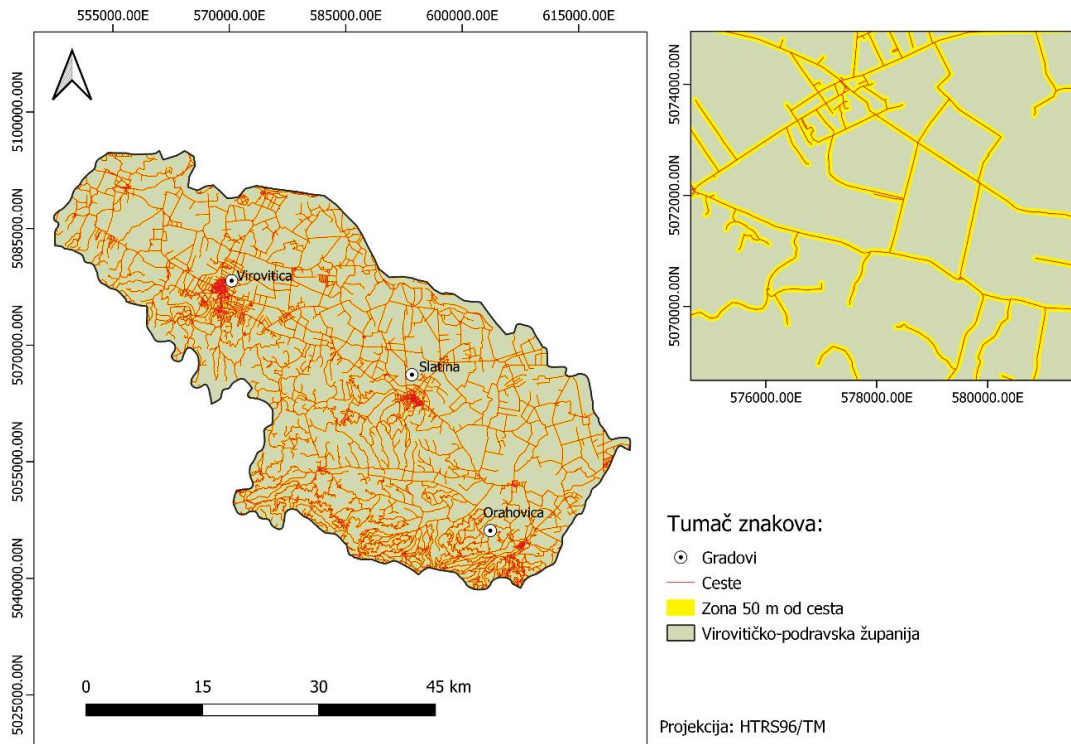 555000.00E 570000.00E 585000.00E 600000.00E 615000.00E
5100000.00N
5085000.00N
5070000.00N
5055000.00N
5040000.00N
5025000.00N
Virovitica
Slatina
Orahovica
0 15 30 45 km
5074000.00N
5072000.00N
5070000.00N
576000.00E 578000.00E 580000.00E
Tumač znakova:
Gradovi
Ceste
Zona 50 m od cesta
Virovitičko-podravska županija
Projekcija: HTRS96/TM